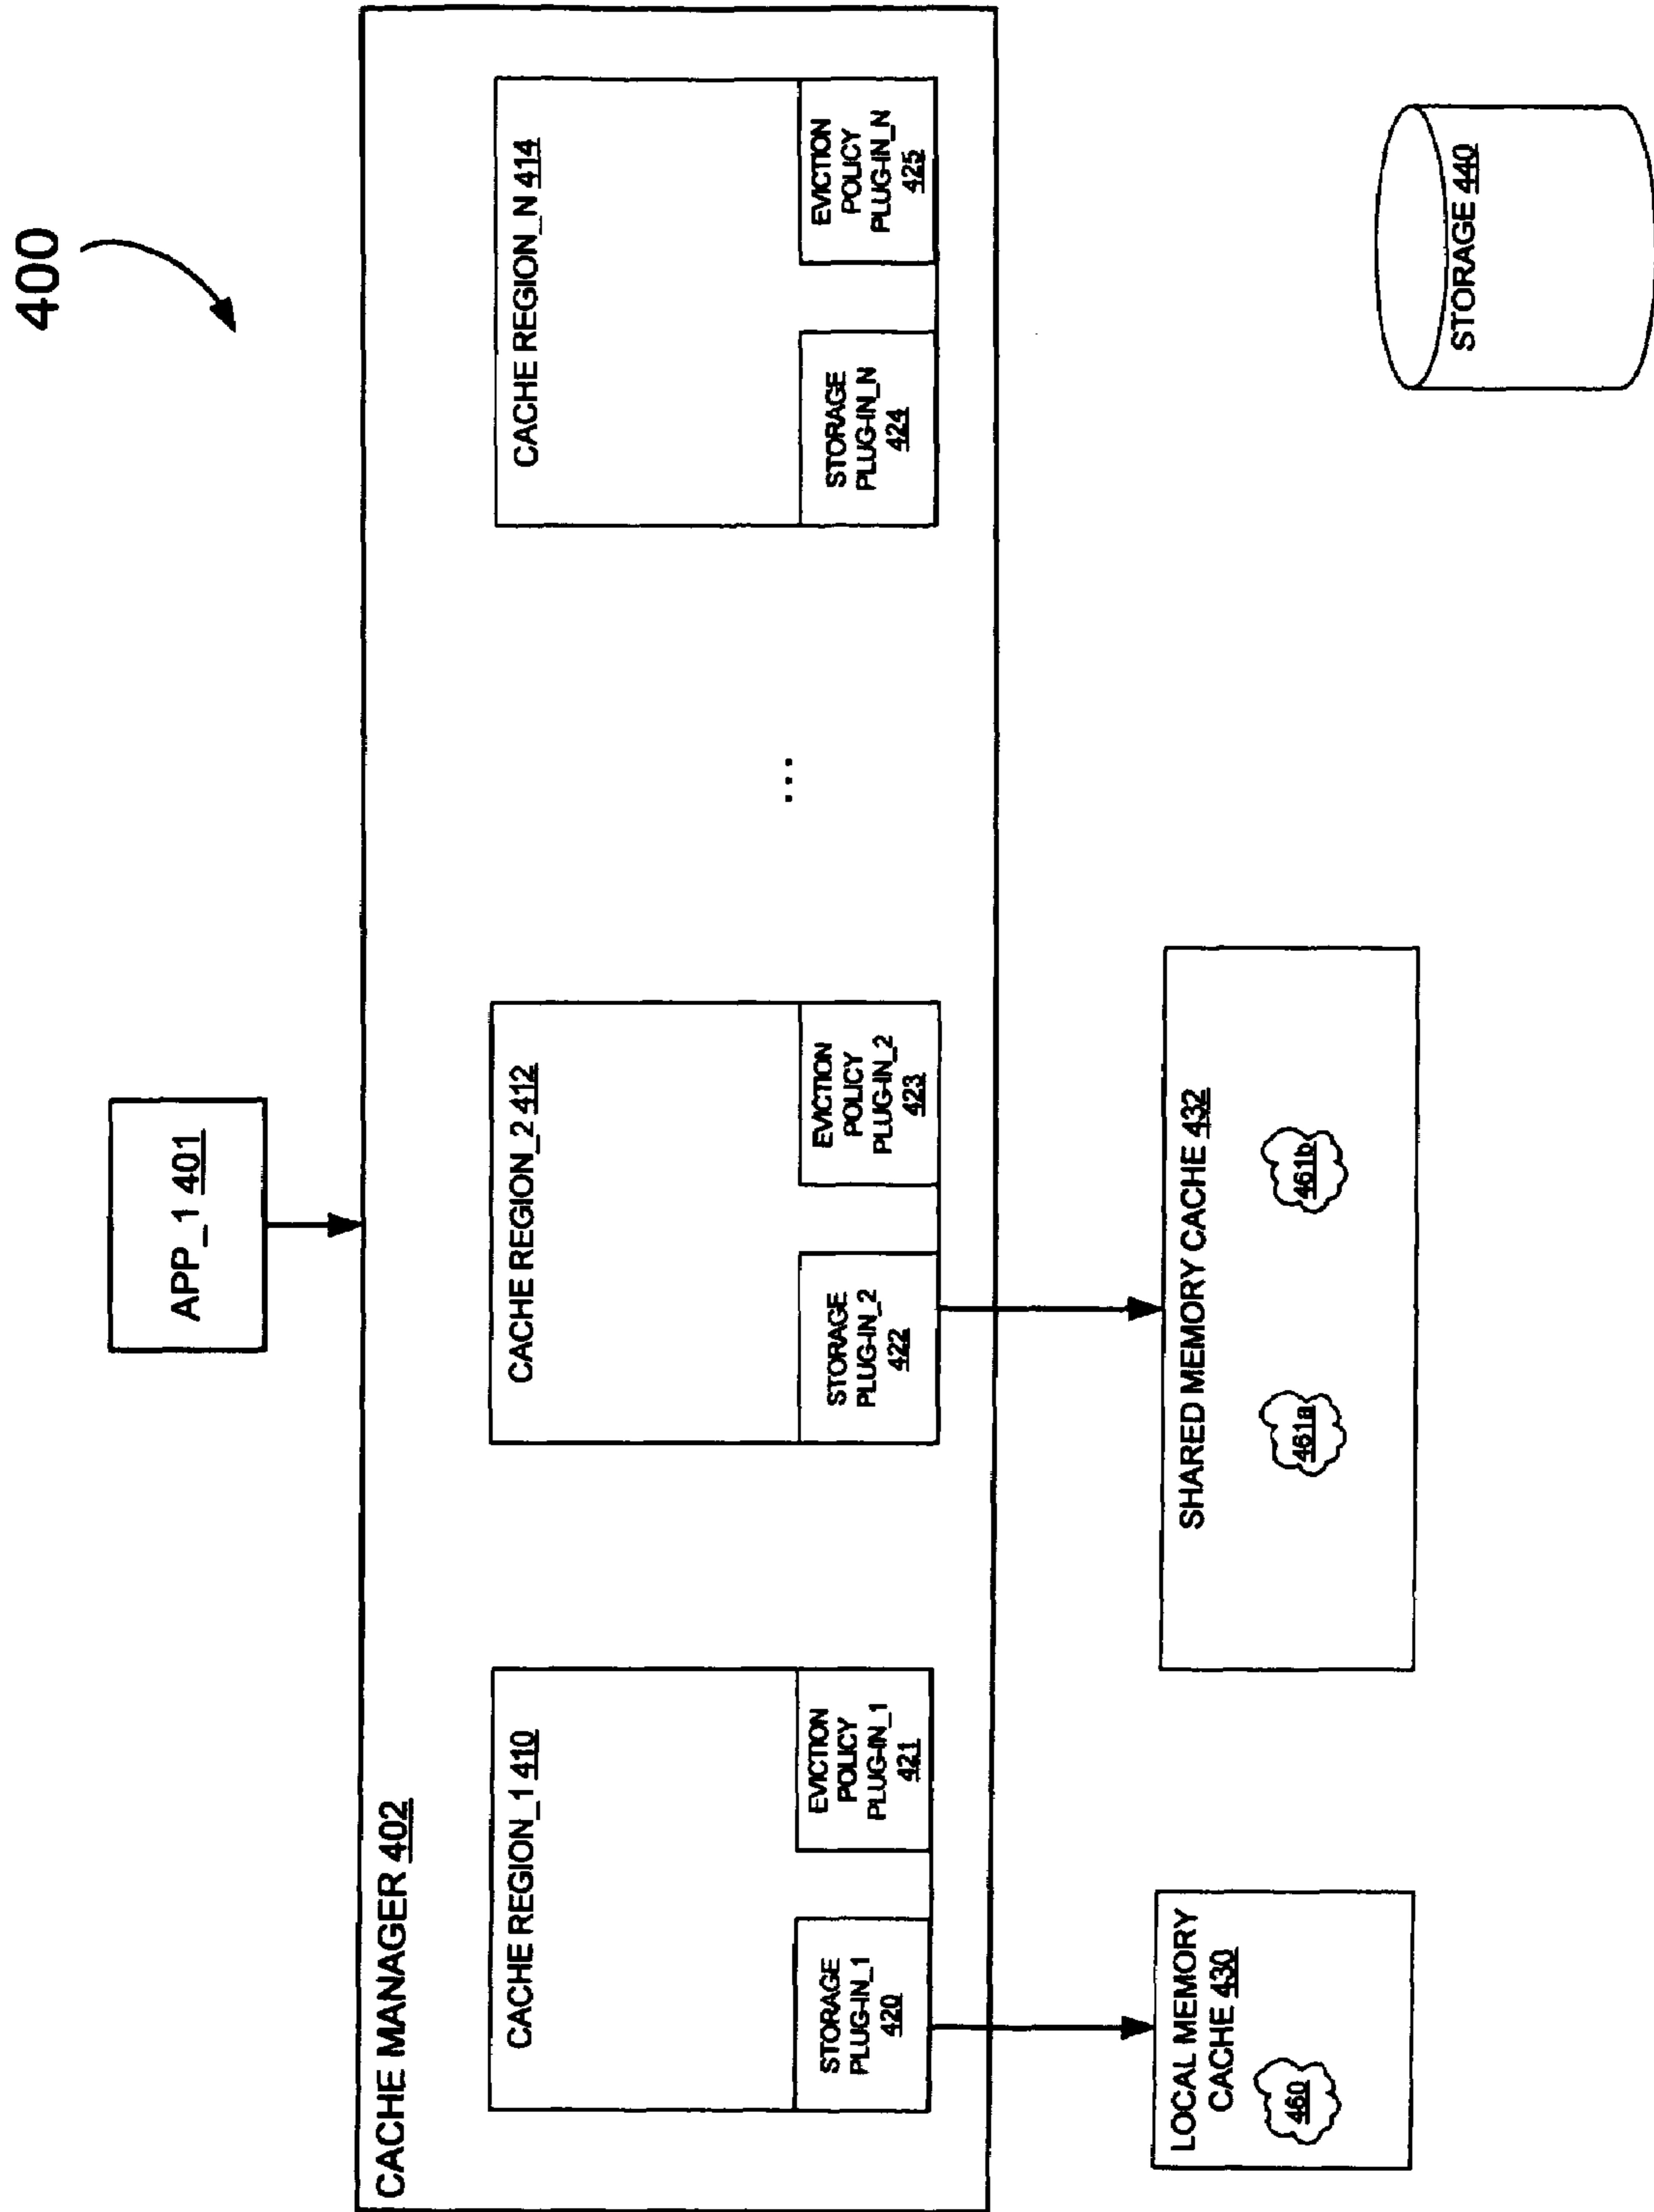 400
APP_1 401
CACHE MANAGER 402
CACHE REGION_1 410
STORAGE
PLUG-IN_1
420
EVICTION
POLICY
PLUG-IN_1
421
CACHE REGION_2 412
STORAGE
PLUG-IN_2
422
EVICTION
POLICY
PLUG-IN_2
423
...
CACHE REGION_N 414
STORAGE
PLUG-IN_N
424
EVICTION
POLICY
PLUG-IN_N
425
LOCAL MEMORY
CACHE 430
460
SHARED MEMORY CACHE 432
461a
461b
STORAGE 440